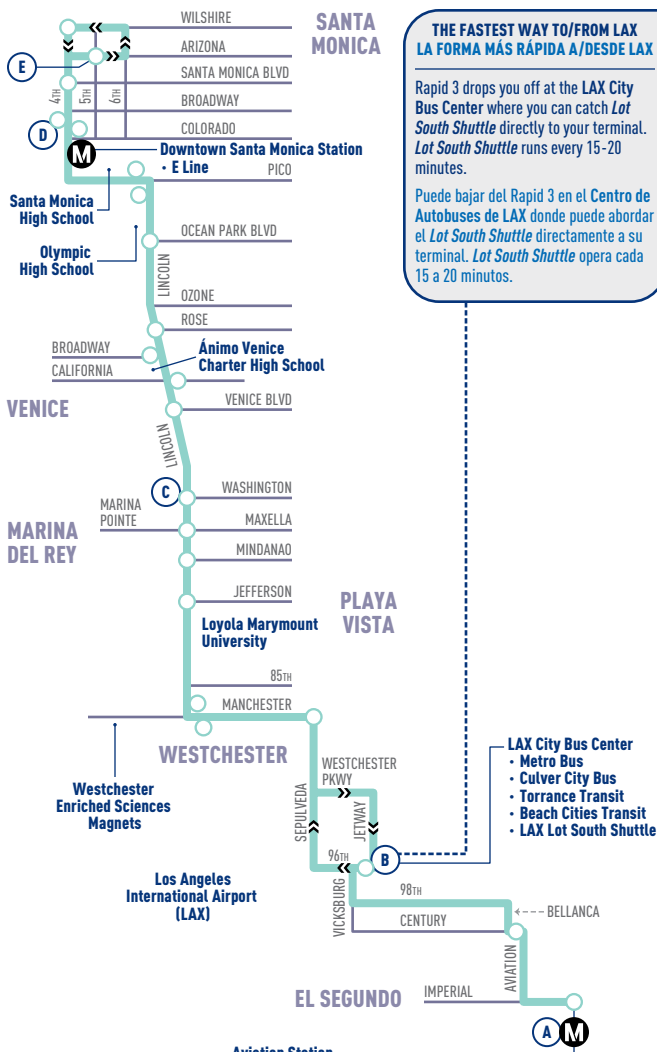 WILSHIRE
SANTA
MONICA
ARIZONA
E
SANTA MONICA BLVD
4TH
5TH
6TH
BROADWAY
D
COLORADO
M
Downtown Santa Monica Station
• E Line
PICO
Santa Monica
High School
Olympic
High School
OCEAN PARK BLVD
LINCOLN
OZONE
ROSE
BROADWAY
Ánimo Venice
Charter High School
CALIFORNIA
VENICE
VENICE BLVD
LINCOLN
C
WASHINGTON
MARINA
POINTE
MAXELLA
MARINA
DEL REY
MINDANAO
JEFFERSON
PLAYA
VISTA
Loyola Marymount
University
85TH
MANCHESTER
WESTCHESTER
Westchester
Enriched Sciences
Magnets
WESTCHESTER
PKWY
SEPULVEDA
JETWAY
96TH
B
Los Angeles
International Airport
(LAX)
VICKSBURG
98TH
BELLANCA
CENTURY
AVIATION
EL SEGUNDO
IMPERIAL
A
M
Aviation Station
THE FASTEST WAY TO/FROM LAX
LA FORMA MÁS RÁPIDA A/DESDE LAX
Rapid 3 drops you off at the LAX City
Bus Center where you can catch Lot
South Shuttle directly to your terminal.
Lot South Shuttle runs every 15-20
minutes.
Puede bajar del Rapid 3 en el Centro de
Autobuses de LAX donde puede abordar
el Lot South Shuttle directamente a su
terminal. Lot South Shuttle opera cada
15 a 20 minutos.
LAX City Bus Center
• Metro Bus
• Culver City Bus
• Torrance Transit
• Beach Cities Transit
• LAX Lot South Shuttle